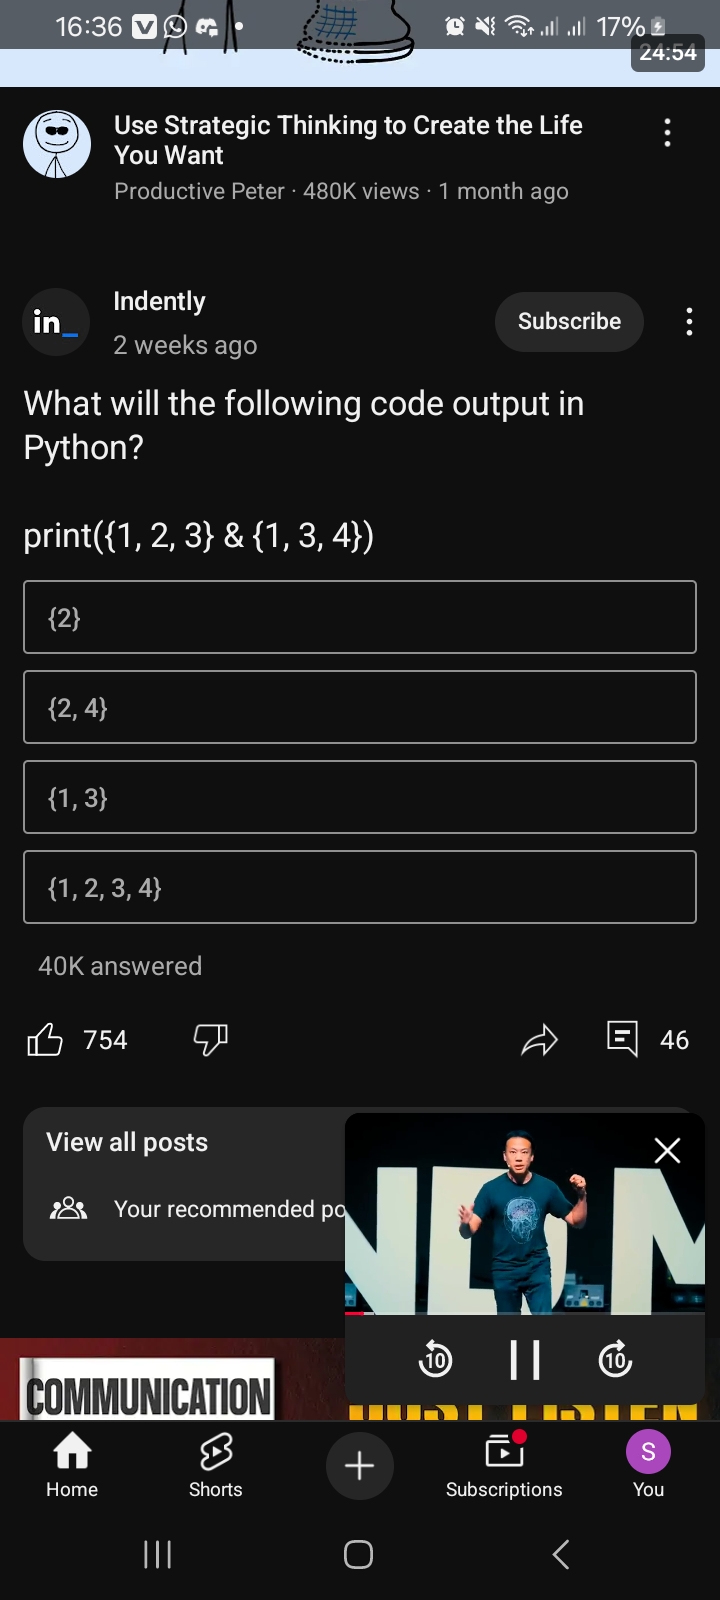 16:36
17%
24:54
Use Strategic Thinking to Create the Life
You Want
Productive Peter · 480K views · 1 month ago
in_
Indently
2 weeks ago
Subscribe
What will the following code output in
Python?
print({1, 2, 3} & {1, 3, 4})
{2}
{2, 4}
{1, 3}
{1, 2, 3, 4}
40K answered
754
46
View all posts
Your recommended po
10
10
COMMUNICATION
MUST LISTEN
Home
Shorts
Subscriptions
S
You